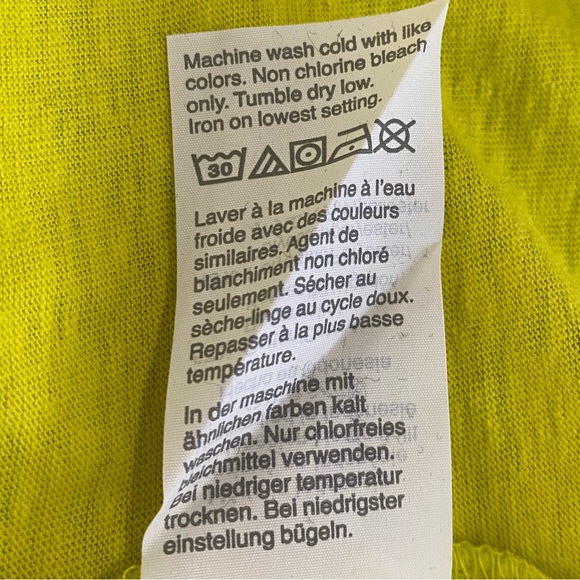 Machine wash cold with like
colors. Non chlorine bleach
only. Tumble dry low.
Iron on lowest setting.
30
Laver à la machine à l'eau
froide avec des couleurs
similaires. Agent de
blanchiment non chloré
seulement. Sécher au
sèche-linge au cycle doux.
Repasser à la plus basse
température.
In der maschine mit
ähnlichen farben kalt
waschen. Nur chlorfreies
bleichmittel verwenden.
Bei niedriger temperatur
trocknen. Bei niedrigster
einstellung bügeln.